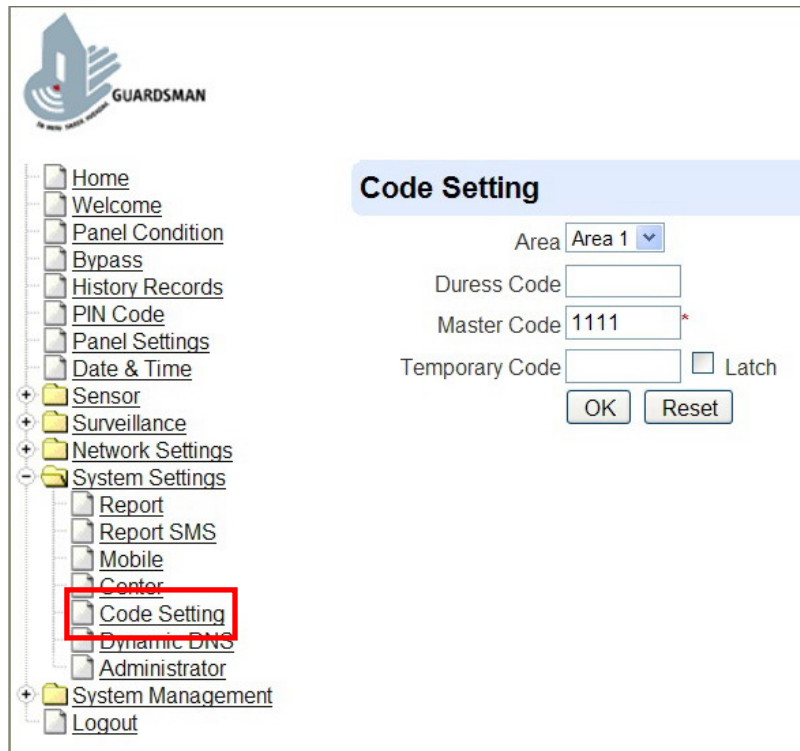 GUARDSMAN
Home
Welcome
Panel Condition
Bypass
History Records
PIN Code
Panel Settings
Date & Time
Sensor
Surveillance
Network Settings
System Settings
Report
Report SMS
Mobile
Center
Code Setting
Dynamic DNS
Administrator
System Management
Logout
Code Setting
Area Area 1
Duress Code
Master Code 1111 *
Temporary Code Latch
OK Reset